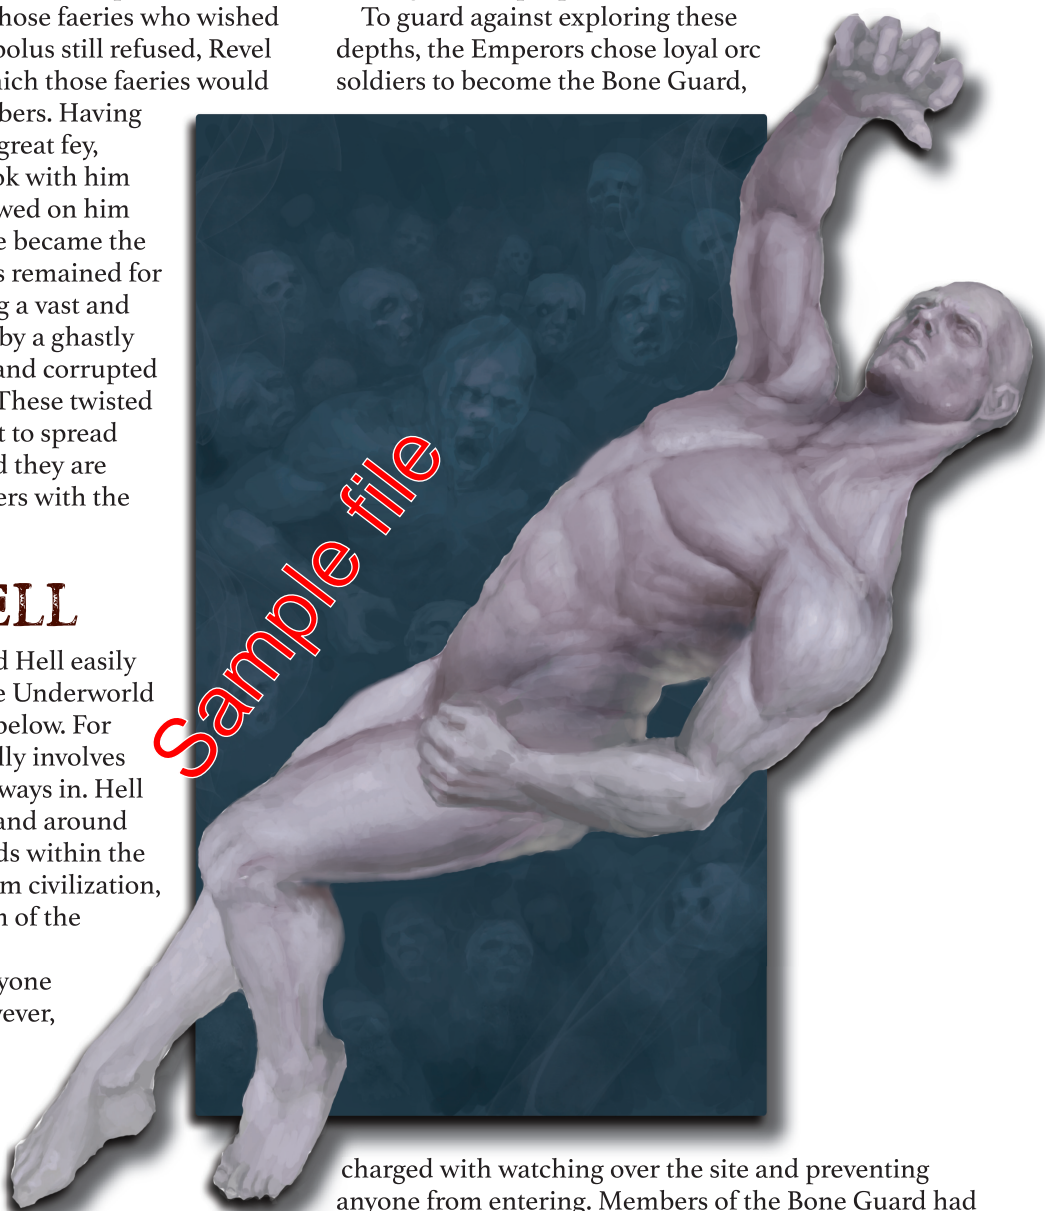 hose faeries who wished
polus still refused, Revel
hich those faeries would
bers. Having
great fey,
ok with him
wed on him
e became the
s remained for
g a vast and
by a ghastly
and corrupted
These twisted
t to spread
d they are
ers with the
ELL
d Hell easily
e Underworld
below. For
lly involves
ways in. Hell
and around
ds within the
m civilization,
n of the
yone
vever,
To guard against exploring these
depths, the Emperors chose loyal orc
soldiers to become the Bone Guard,
charged with watching over the site and preventing
anyone from entering. Members of the Bone Guard had
Sample file